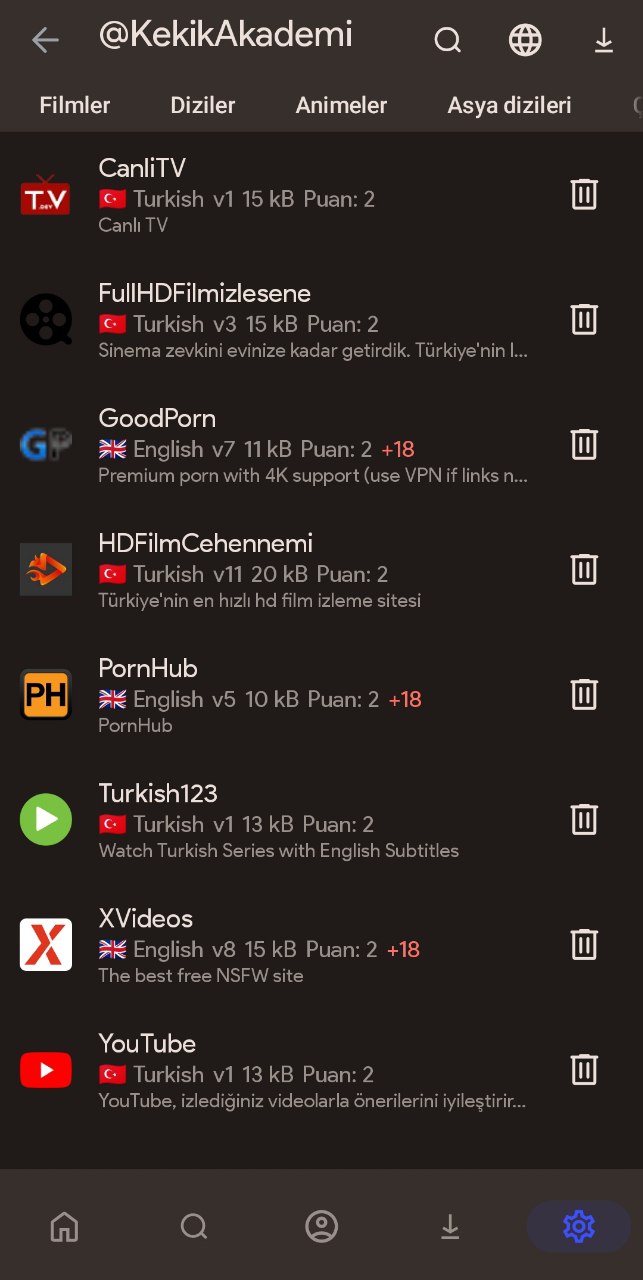 @KekikAkademi
Filmler Diziler Animeler Asya dizileri
CanliTV
Turkish v1 15 kB Puan: 2
Canlı TV
FullHDFilmizlesene
Turkish v3 15 kB Puan: 2
Sinema zevkini evinize kadar getirdik. Türkiye'nin l...
GoodPorn
English v7 11 kB Puan: 2 +18
Premium porn with 4K support (use VPN if links n...
HDFilmCehennemi
Turkish v11 20 kB Puan: 2
Türkiye'nin en hızlı hd film izleme sitesi
PH
PornHub
English v5 10 kB Puan: 2 +18
PornHub
Turkish123
Turkish v1 13 kB Puan: 2
Watch Turkish Series with English Subtitles
XVideos
English v8 15 kB Puan: 2 +18
The best free NSFW site
YouTube
Turkish v1 13 kB Puan: 2
YouTube, izlediğiniz videolarla önerilerini iyileştirir...